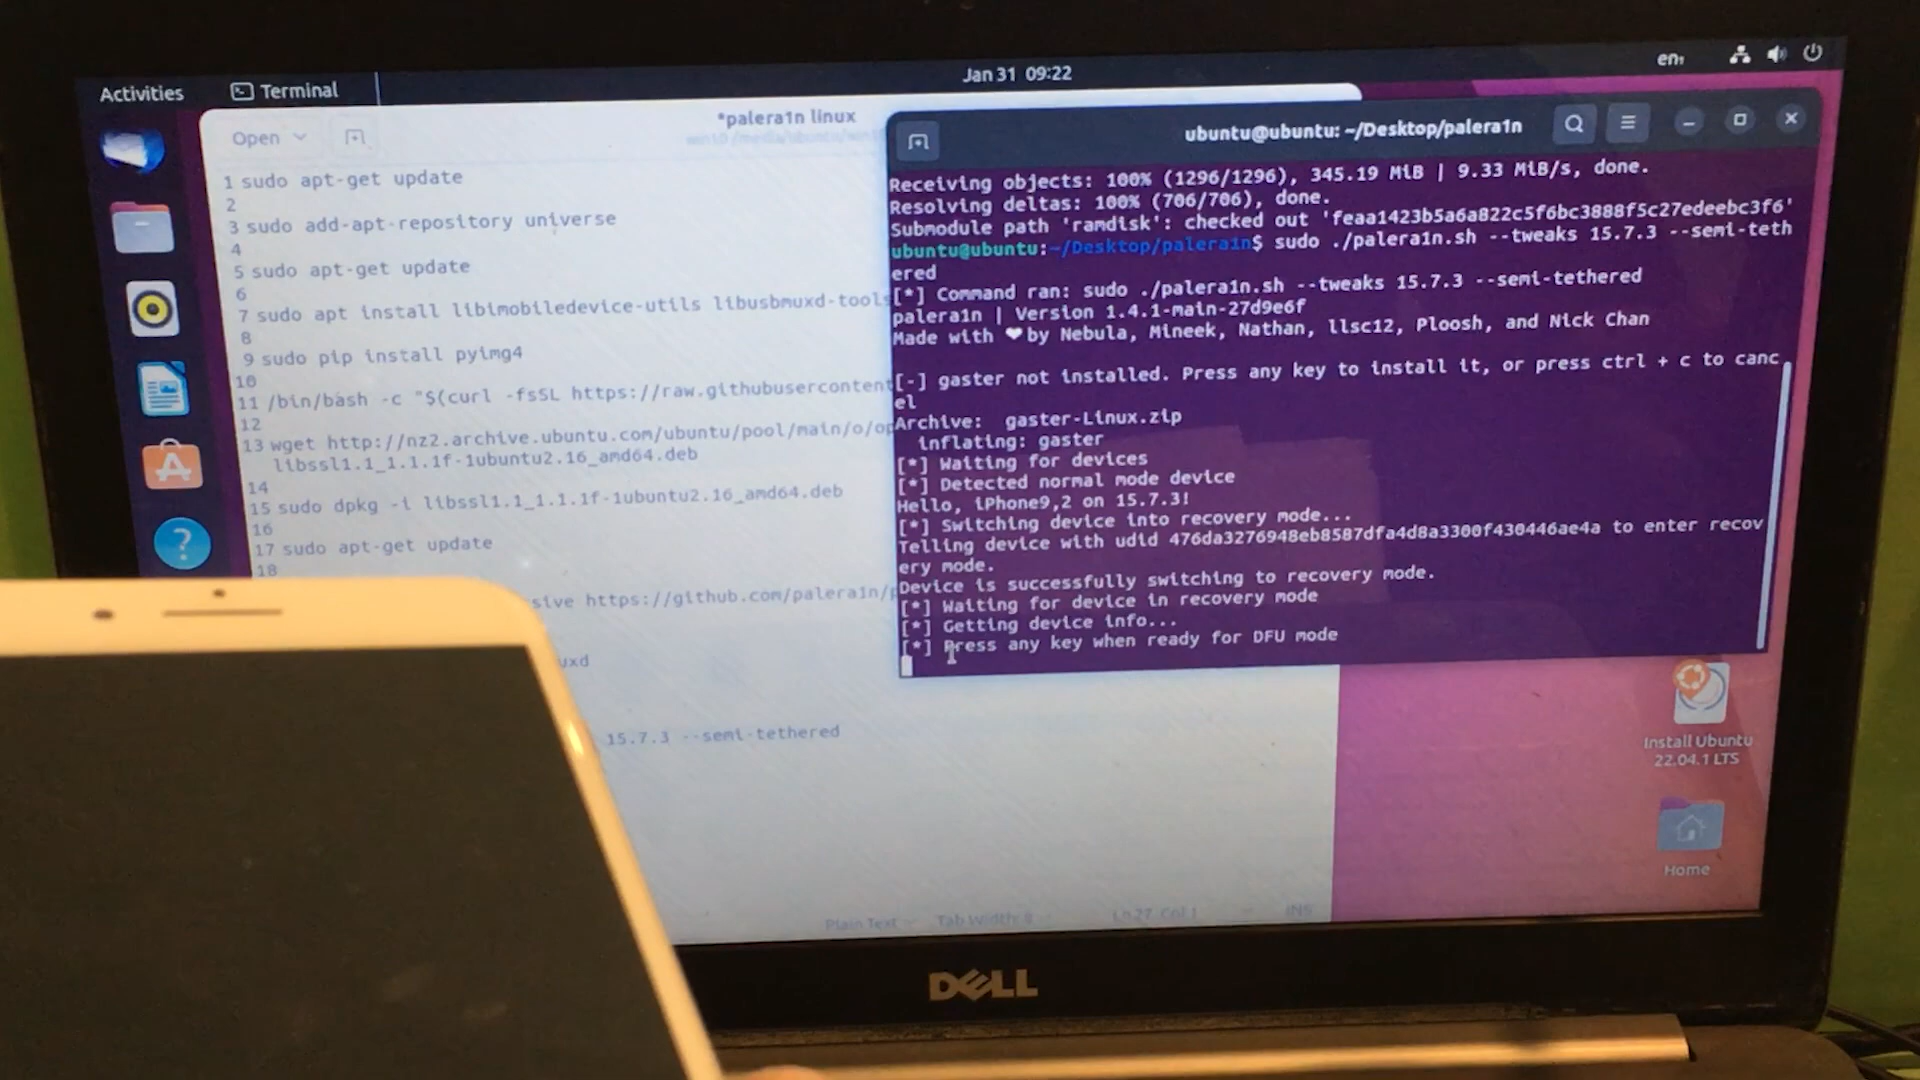 Activities
Terminal
Jan 31 09:22
en₁
Open
*palera1n linux
1 sudo apt-get update
2
3 sudo add-apt-repository universe
4
5 sudo apt-get update
6
7 sudo apt install libimobiledevice-utils libusbmuxd-tools
8
9 sudo pip install pyimg4
10
11 /bin/bash -c "$(curl -fsSL https://raw.githubusercontent
12
13 wget http://nz2.archive.ubuntu.com/ubuntu/pool/main/o/op
libssl1.1_1.1.1f-1ubuntu2.16_amd64.deb
14
15 sudo dpkg -i libssl1.1_1.1.1f-1ubuntu2.16_amd64.deb
16
17 sudo apt-get update
18
sive https://github.com/palera1n/p
uxd
15.7.3 --semi-tethered
Plain Text
Tab Width: 8
Ln 27, Col 1
INS
ubuntu@ubuntu: ~/Desktop/palera1n
Receiving objects: 100% (1296/1296), 345.19 MiB | 9.33 MiB/s, done.
Resolving deltas: 100% (706/706), done.
Submodule path 'ramdisk': checked out 'feaa1423b5a6a822c5f6bc3888f5c27edeebc3f6'
ubuntu@ubuntu:~/Desktop/palera1n$ sudo ./palera1n.sh --tweaks 15.7.3 --semi-teth
ered
[*] Command ran: sudo ./palera1n.sh --tweaks 15.7.3 --semi-tethered
palera1n | Version 1.4.1-main-27d9e6f
Made with ❤ by Nebula, Mineek, Nathan, llsc12, Ploosh, and Nick Chan
[-] gaster not installed. Press any key to install it, or press ctrl + c to canc
el
Archive: gaster-Linux.zip
inflating: gaster
[*] Waiting for devices
[*] Detected normal mode device
Hello, iPhone9,2 on 15.7.3!
[*] Switching device into recovery mode...
Telling device with udid 476da3276948eb8587dfa4d8a3300f430446ae4a to enter recov
ery mode.
Device is successfully switching to recovery mode.
[*] Waiting for device in recovery mode
[*] Getting device info...
[*] Press any key when ready for DFU mode
Install Ubuntu
22.04.1 LTS
Home
DELL